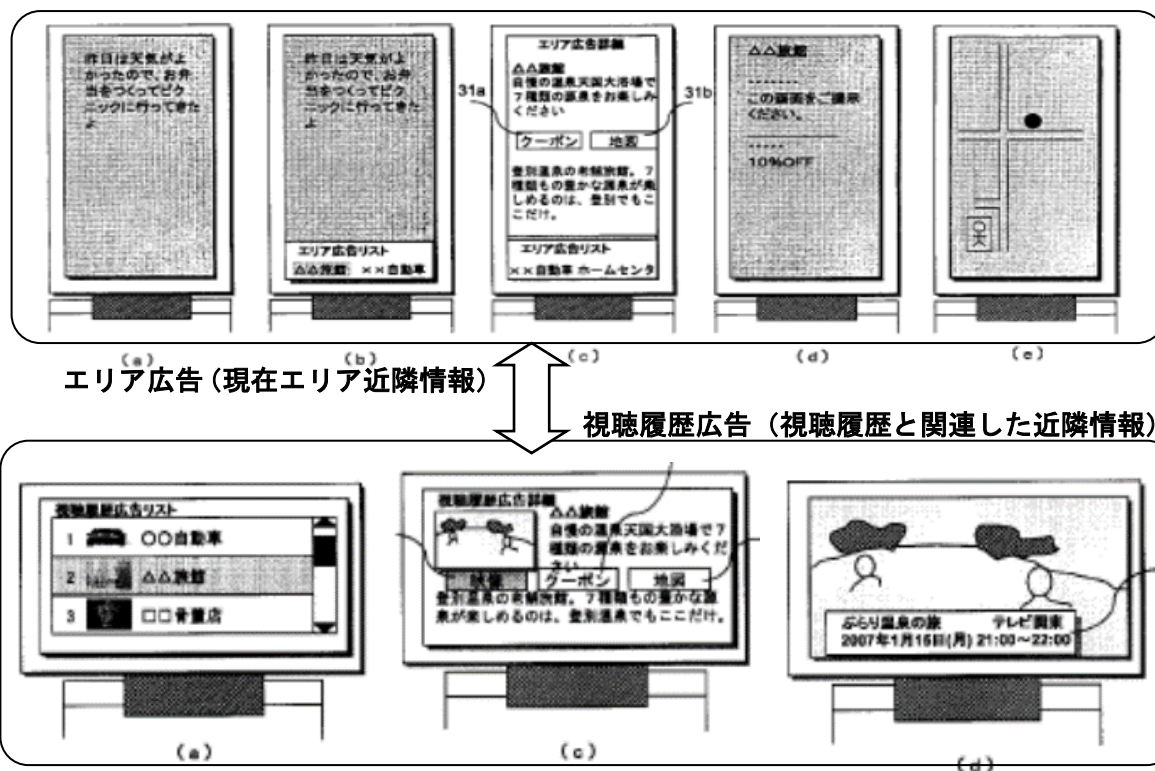 昨日は天気がよ
かったので、お弁
当をつくってピク
ニックに行ってきた
よ
(a)
昨日は天気がよ
かったので、お弁
当をつくってピク
ニックに行ってきた
よ
エリア広告リスト
△△旅館 ××自動車
(b)
エリア広告詳細
△△旅館
自慢の温泉天国大浴場で
7種類の源泉をお楽しみ
ください
31a
31b
クーポン
地図
登別温泉の老舗旅館。7
種類もの豊かな源泉が楽
しめるのは、登別でもこ
こだけ。
エリア広告リスト
××自動車 ホームセンタ
(c)
△△旅館
この画面をご提示
ください。
10%OFF
(d)
(e)
エリア広告(現在エリア近隣情報)
視聴履歴広告(視聴履歴と関連した近隣情報)
視聴履歴広告リスト
1 〇〇自動車
2 △△旅館
3 □□骨董店
(a)
視聴履歴広告詳細
△△旅館
自慢の温泉天国大浴場で7
種類の源泉をお楽しみくだ
さい
映像
クーポン
地図
登別温泉の老舗旅館。7種類もの豊かな源
泉が楽しめるのは、登別温泉でもここだけ。
(c)
ぶらり温泉の旅 テレビ関東
2007年1月15日(月) 21:00~22:00
(d)